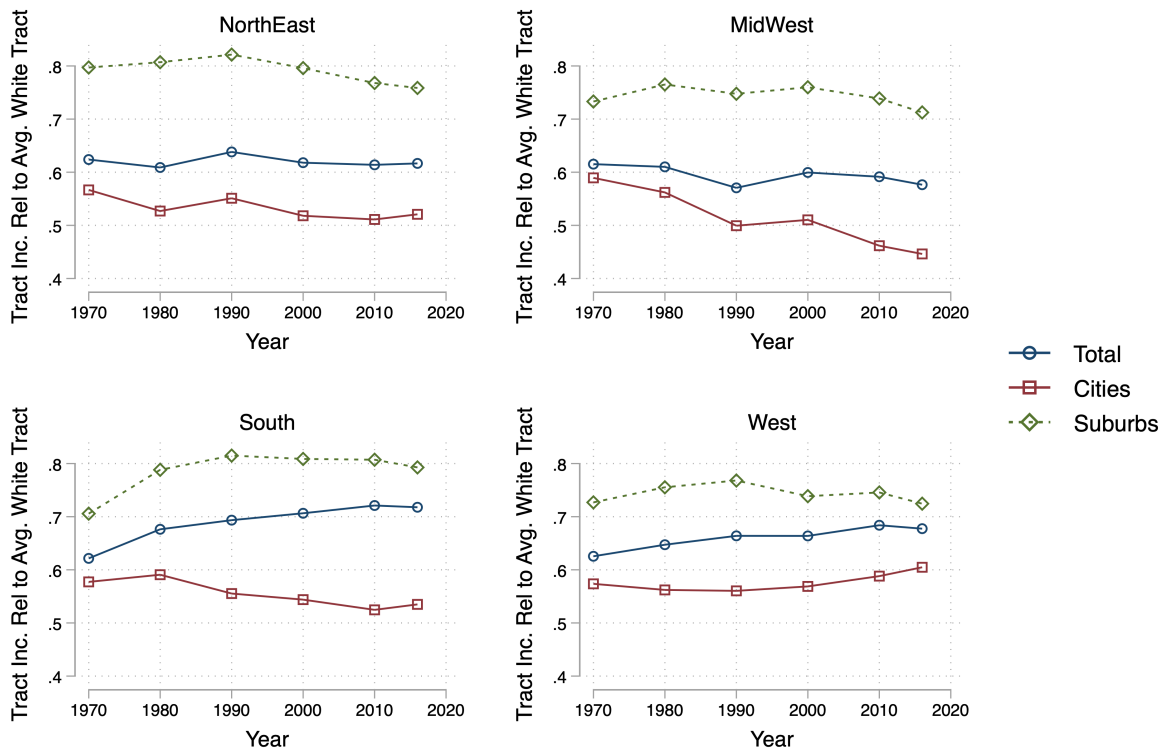 NorthEast
Tract Inc. Rel to Avg. White Tract
.8
.7
.6
.5
.4
1970 1980 1990 2000 2010 2020
Year
MidWest
Tract Inc. Rel to Avg. White Tract
.8
.7
.6
.5
.4
1970 1980 1990 2000 2010 2020
Year
South
Tract Inc. Rel to Avg. White Tract
.8
.7
.6
.5
.4
1970 1980 1990 2000 2010 2020
Year
West
Tract Inc. Rel to Avg. White Tract
.8
.7
.6
.5
.4
1970 1980 1990 2000 2010 2020
Year
Total
Cities
Suburbs